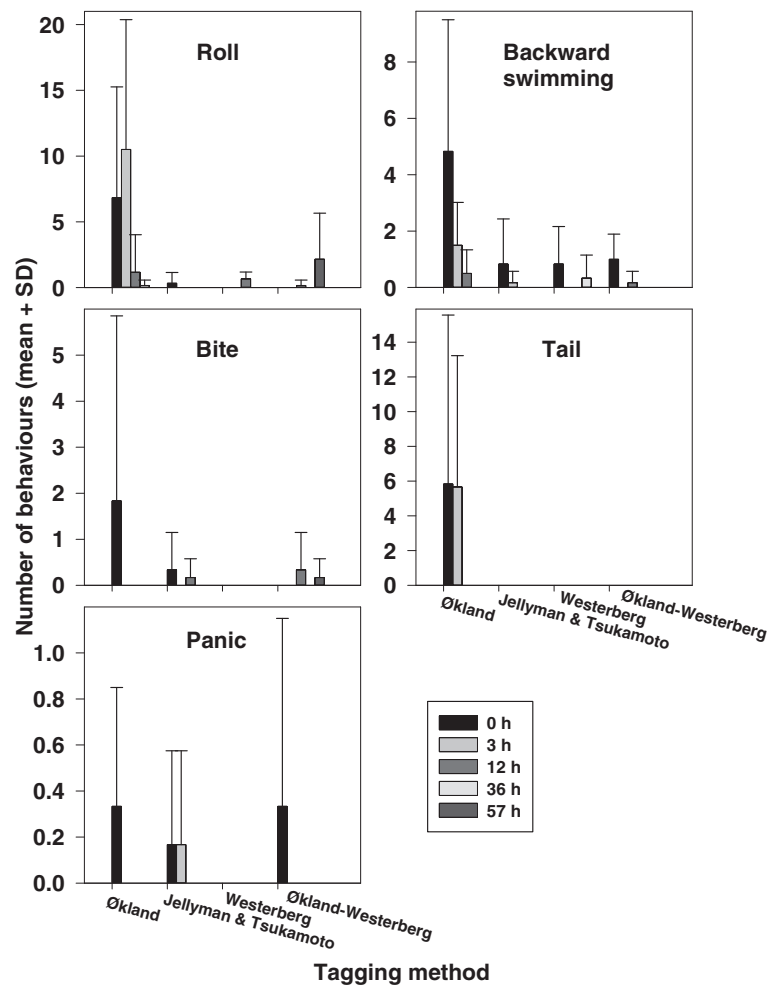 Number of behaviours (mean + SD)
Roll
20
15
10
5
0
Backward
swimming
8
6
4
2
0
Bite
5
4
3
2
1
0
Tail
14
12
10
8
6
4
2
0
Økland
Jellyman & Tsukamoto
Westerberg
Økland-Westerberg
Panic
1.0
0.8
0.6
0.4
0.2
0.0
Økland
Jellyman & Tsukamoto
Westerberg
Økland-Westerberg
0 h
3 h
12 h
36 h
57 h
Tagging method